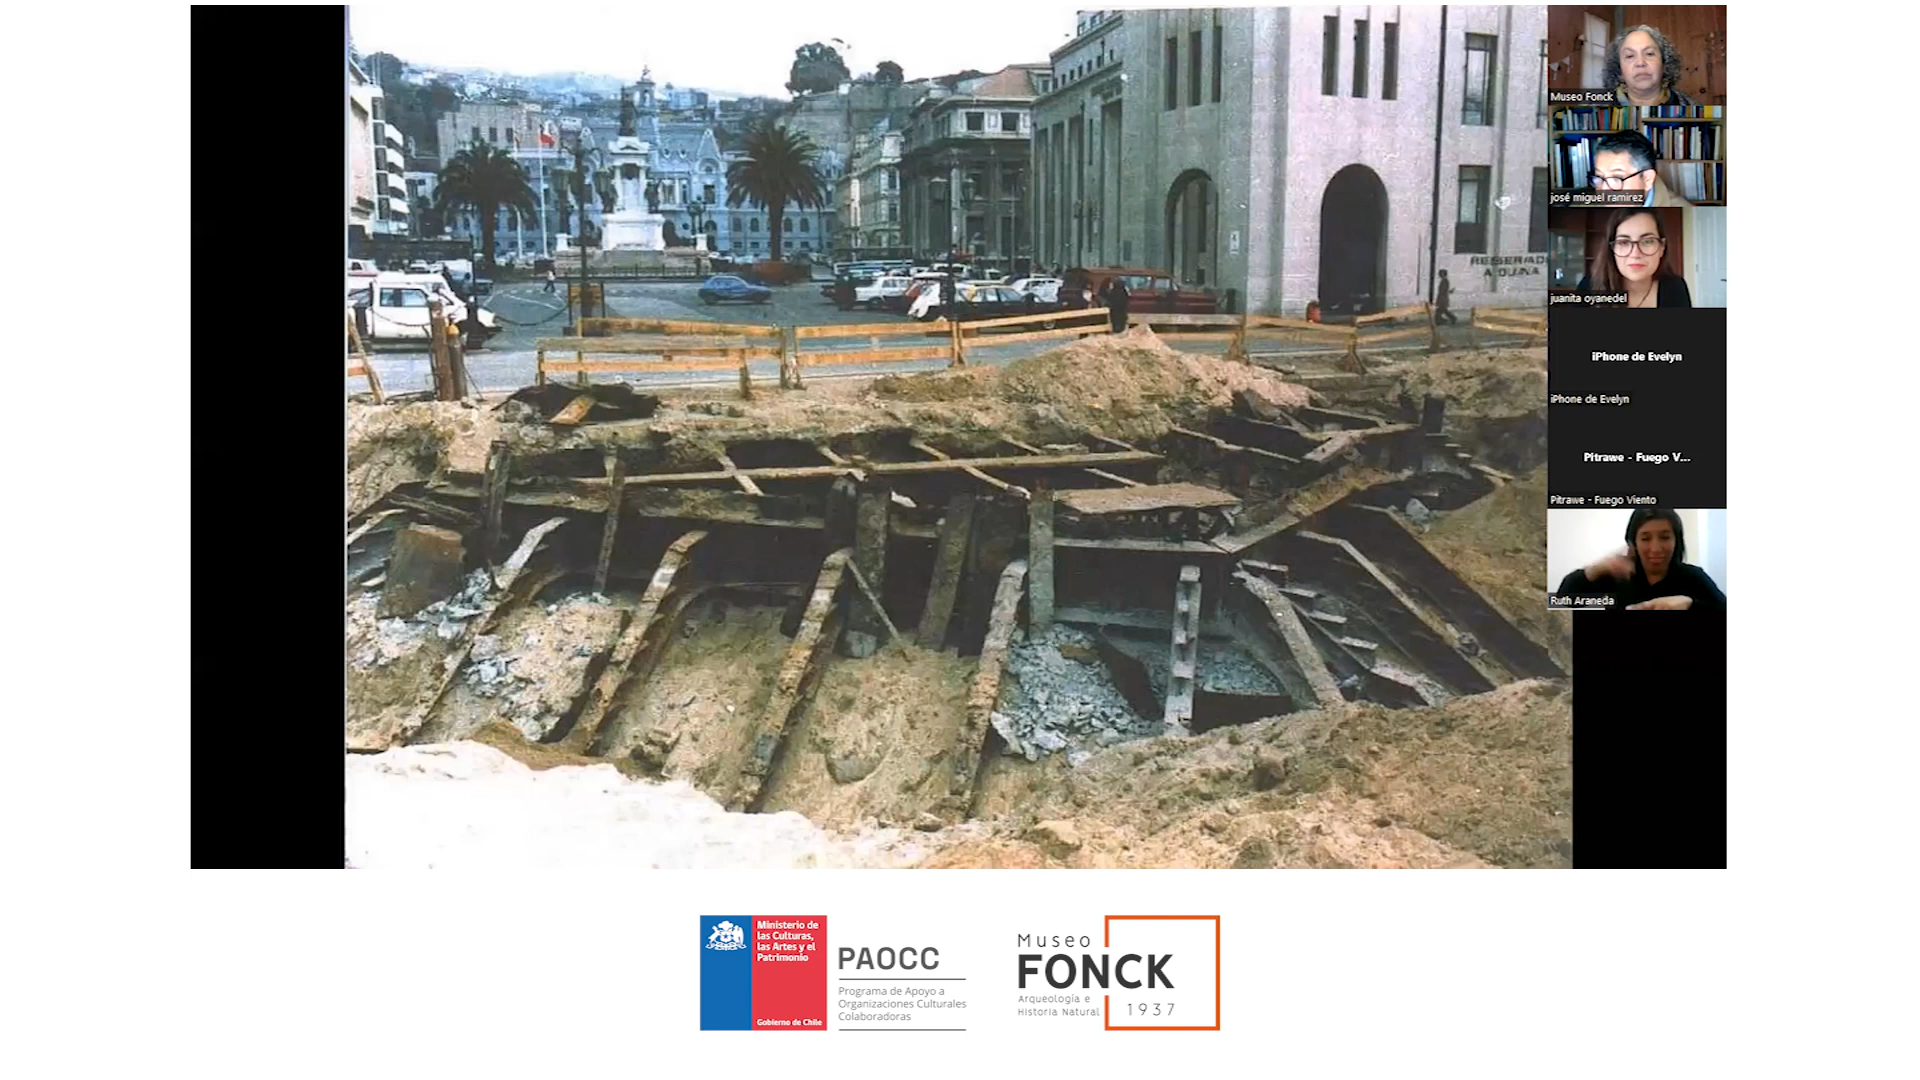 RESERVADO
ADUANA
Museo Fonck
josé miguel ramirez
juanita oyanedel
iPhone de Evelyn
iPhone de Evelyn
Pitrawe - Fuego V...
Pitrawe - Fuego Viento
Ruth Araneda
Ministerio de
las Culturas,
las Artes y el
Patrimonio
Gobierno de Chile
PAOCC
Programa de Apoyo a
Organizaciones Culturales
Colaboradoras
Museo
FONCK
Arqueología e
Historia Natural
1937